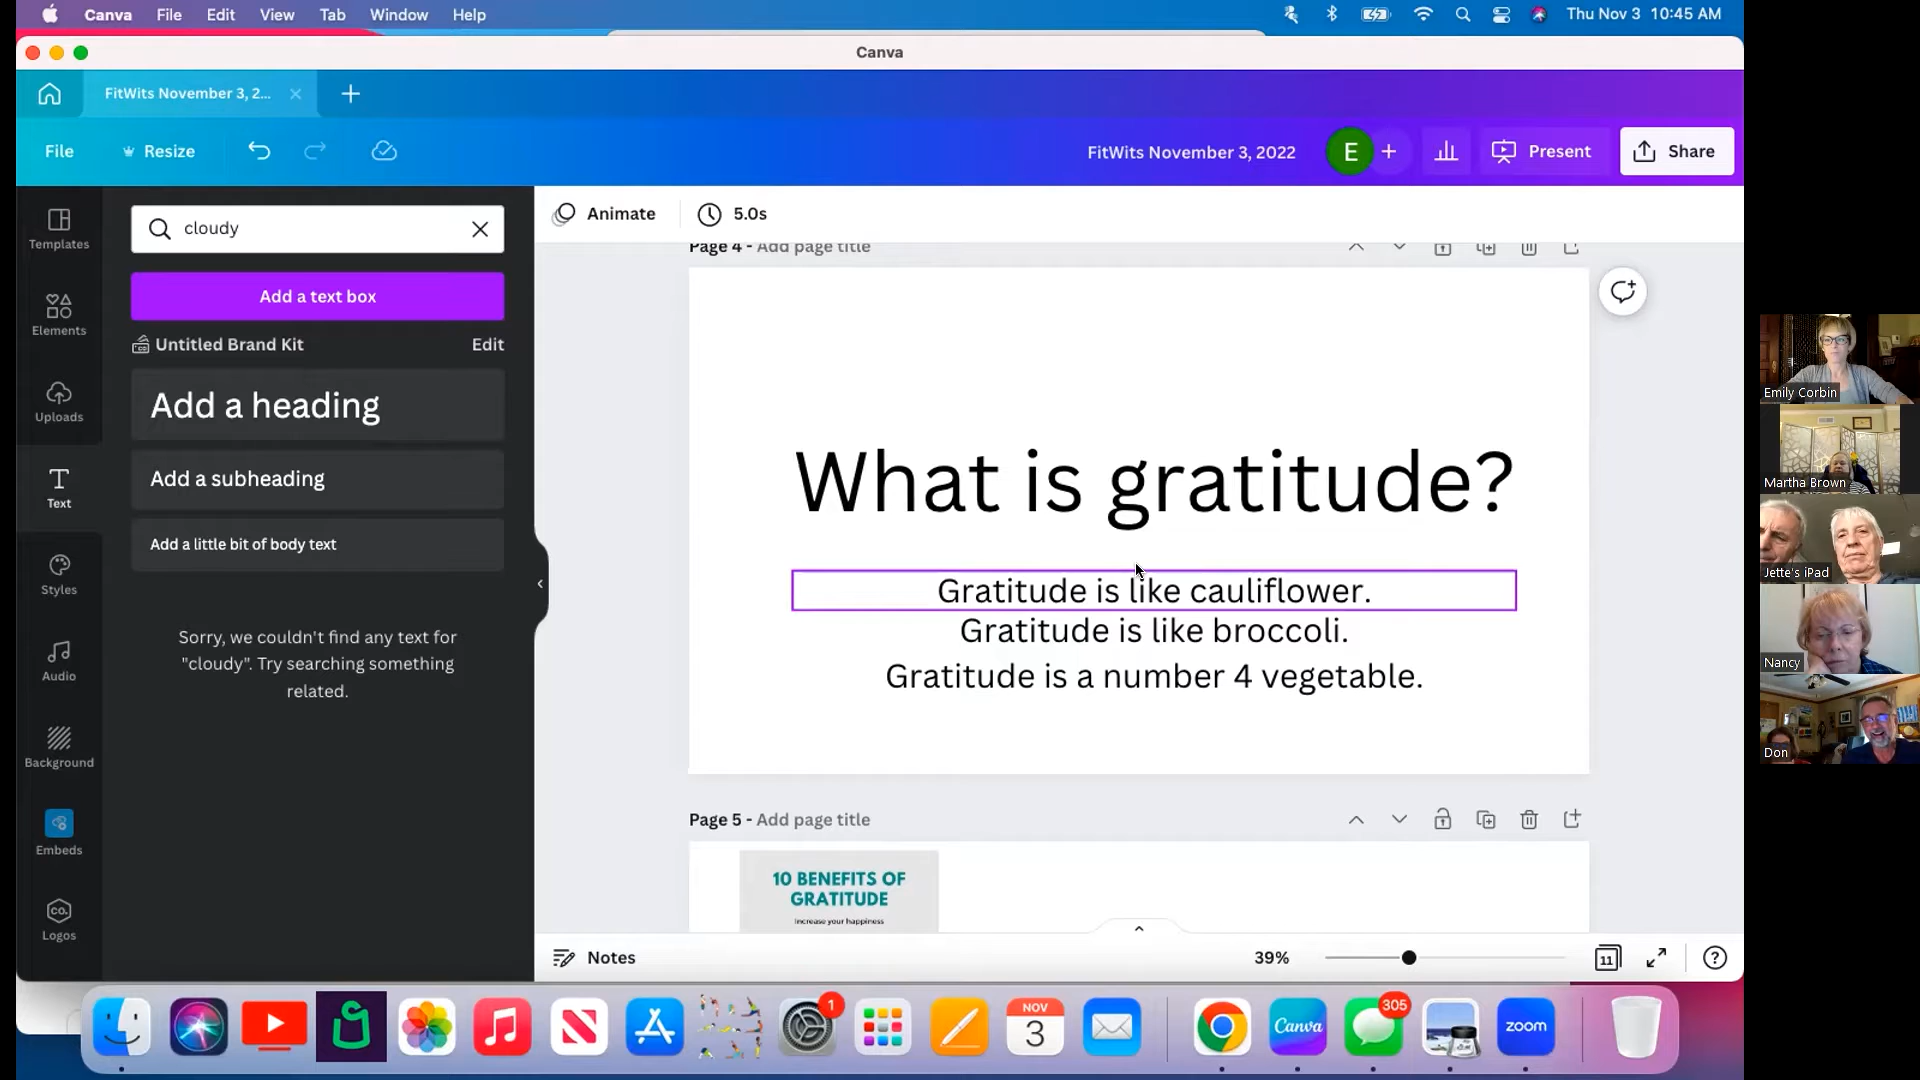 Canva File Edit View Tab Window Help Thu Nov 3 10:45 AM
Canva
FitWits November 3, 2...
File Resize FitWits November 3, 2022 E Present Share
Templates
Elements
Uploads
Text
Styles
Audio
Background
Embeds
CO.
Logos
cloudy
Add a text box
Untitled Brand Kit Edit
Add a heading
Add a subheading
Add a little bit of body text
Sorry, we couldn't find any text for
"cloudy". Try searching something
related.
Animate 5.0s
Page 4 - Add page title
What is gratitude?
Gratitude is like cauliflower.
Gratitude is like broccoli.
Gratitude is a number 4 vegetable.
Page 5 - Add page title
10 BENEFITS OF
GRATITUDE
Increase your happiness
Notes 39% 11
Emily Corbin
Martha Brown
Jette's iPad
Nancy
Don
1
NOV
3
Canva
305
zoom